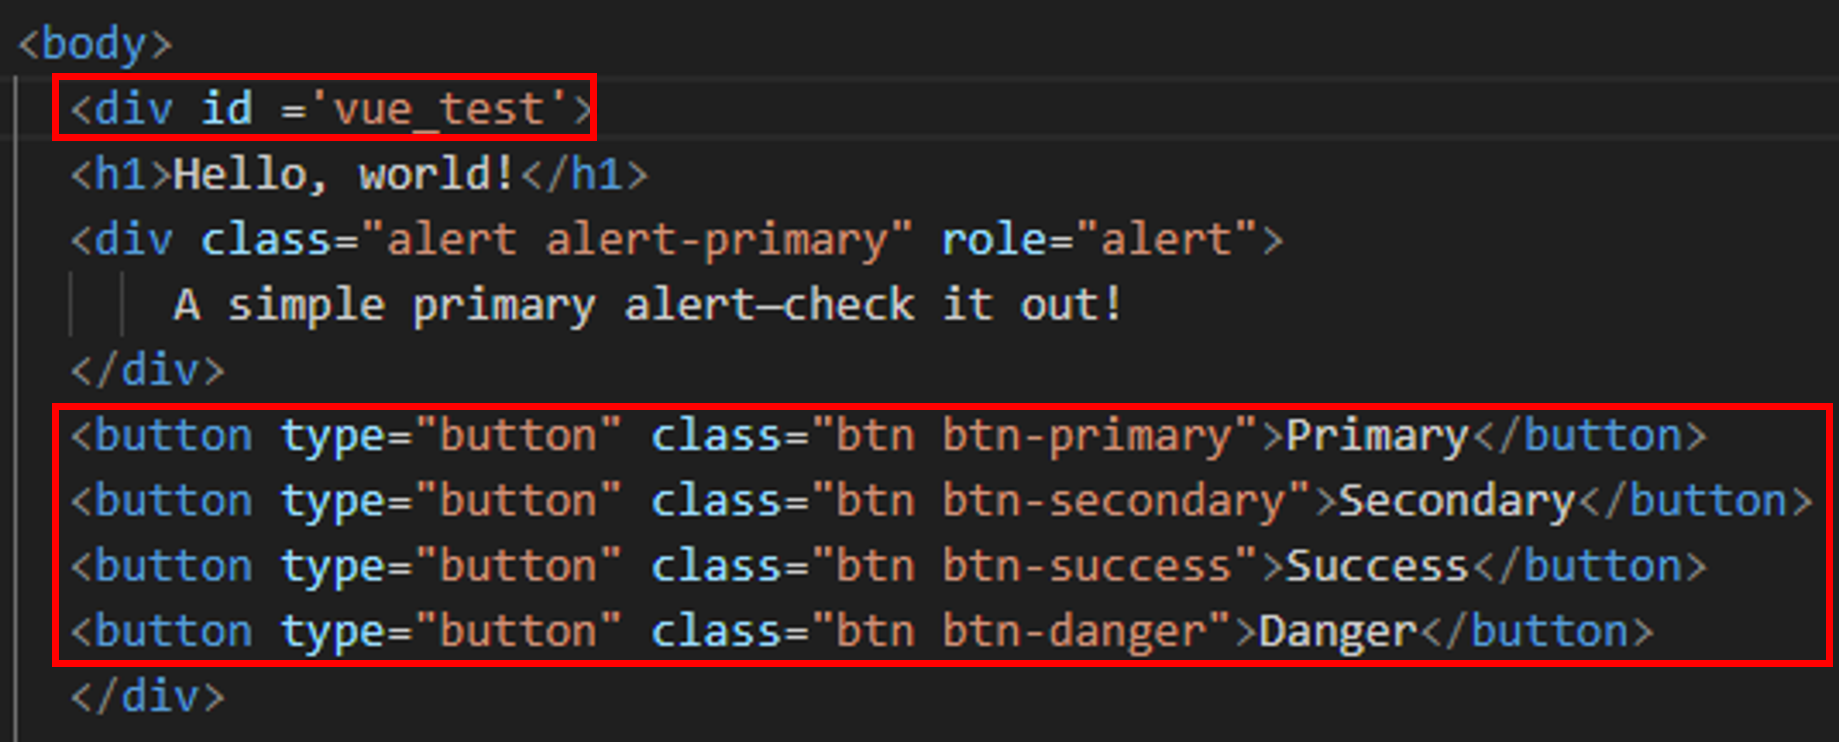 <body>
<div id ='vue_test'>
<h1>Hello, world!</h1>
<div class="alert alert-primary" role="alert">
A simple primary alert—check it out!
</div>
<button type="button" class="btn btn-primary">Primary</button>
<button type="button" class="btn btn-secondary">Secondary</button>
<button type="button" class="btn btn-success">Success</button>
<button type="button" class="btn btn-danger">Danger</button>
</div>